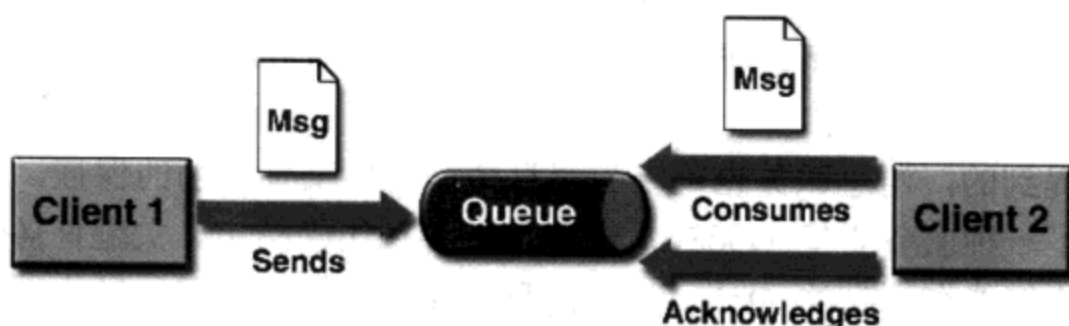 Msg
Msg
Client 1
Sends
Queue
Consumes
Acknowledges
Client 2